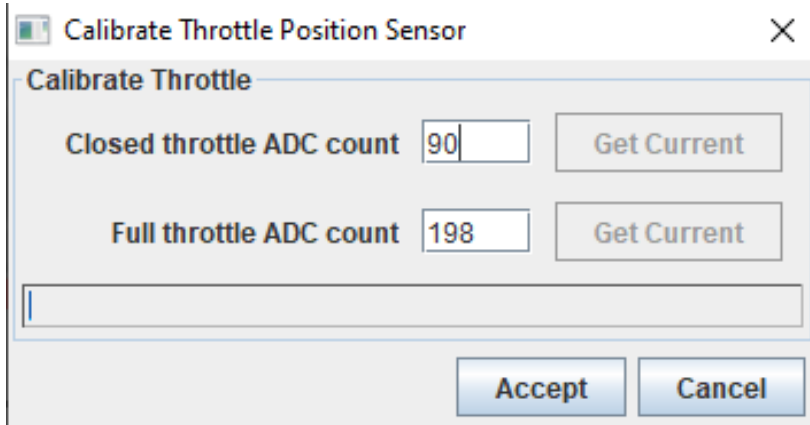 Calibrate Throttle Position Sensor
Calibrate Throttle
Closed throttle ADC count 90 Get Current
Full throttle ADC count 198 Get Current
Accept Cancel